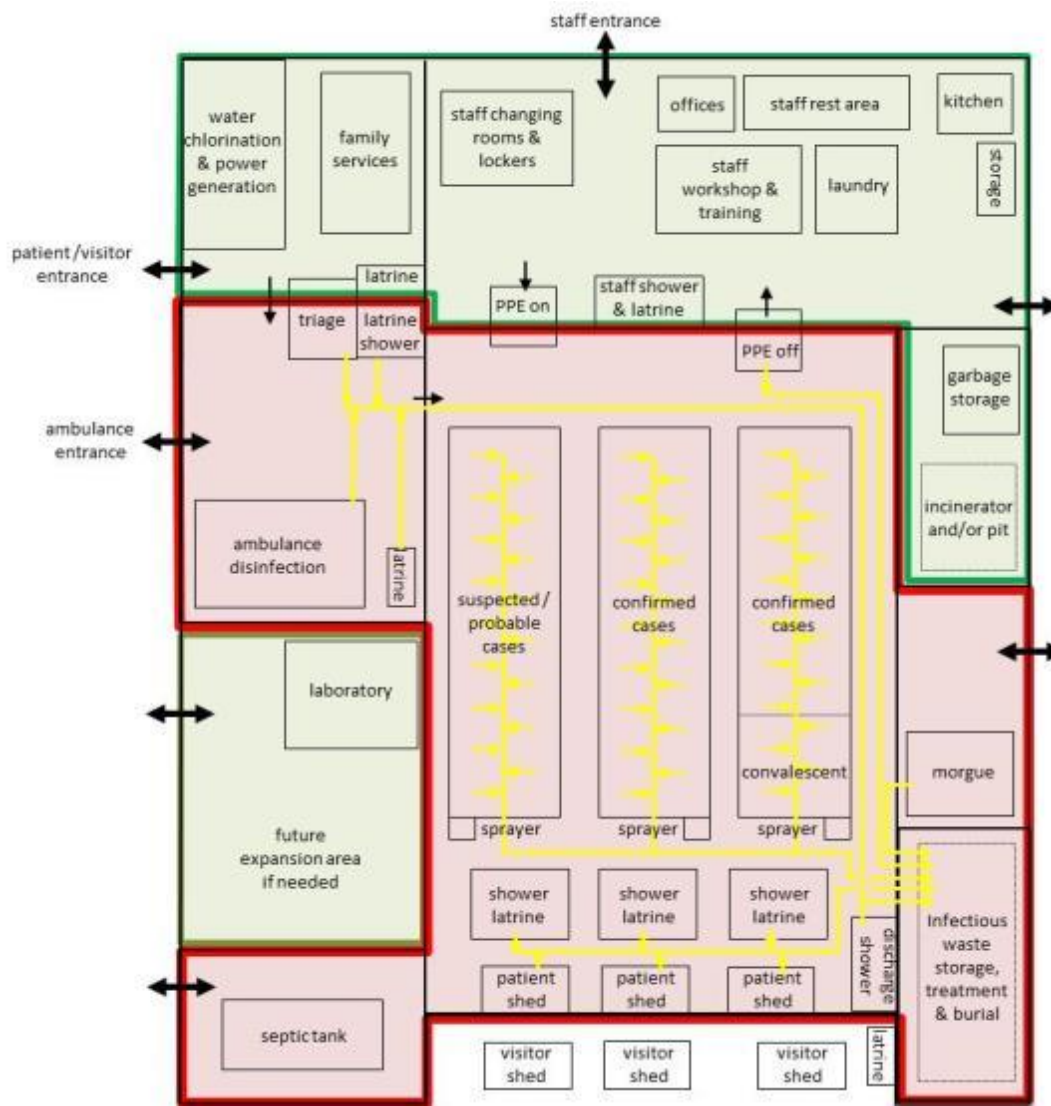 staff entrance
water
chlorination
& power
generation
family
services
staff changing
rooms &
lockers
offices
staff rest area
kitchen
staff
workshop &
training
laundry
storage
patient /visitor
entrance
latrine
triage
latrine
shower
PPE on
staff shower
& latrine
PPE off
garbage
storage
ambulance
entrance
incinerator
and/or pit
ambulance
disinfection
latrine
suspected /
probable
cases
confirmed
cases
confirmed
cases
laboratory
convalescent
morgue
sprayer
sprayer
sprayer
future
expansion area
if needed
shower
latrine
shower
latrine
shower
latrine
discharge
shower
Infectious
waste
storage,
treatment
& burial
patient
shed
patient
shed
patient
shed
septic tank
visitor
shed
visitor
shed
visitor
shed
latrine